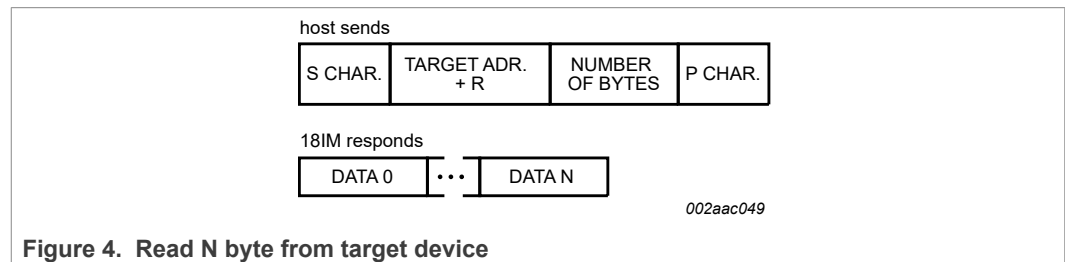 host sends
S CHAR.
TARGET ADR.
+ R
NUMBER
OF BYTES
P CHAR.
18IM responds
DATA 0
• • •
DATA N
002aac049
Figure 4. Read N byte from target device